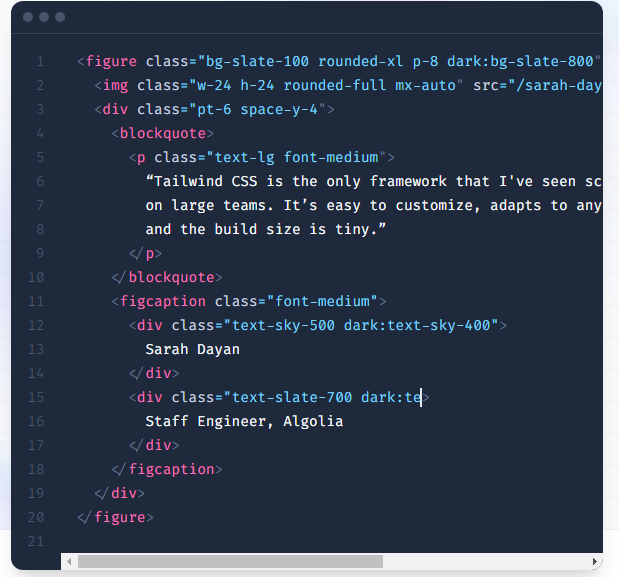 1 <figure class="bg-slate-100 rounded-xl p-8 dark:bg-slate-800"
2 <img class="w-24 h-24 rounded-full mx-auto" src="/sarah-day
3 <div class="pt-6 space-y-4">
4 <blockquote>
5 <p class="text-lg font-medium">
6 “Tailwind CSS is the only framework that I've seen sc
7 on large teams. It’s easy to customize, adapts to any
8 and the build size is tiny.”
9 </p>
10 </blockquote>
11 <figcaption class="font-medium">
12 <div class="text-sky-500 dark:text-sky-400">
13 Sarah Dayan
14 </div>
15 <div class="text-slate-700 dark:te>
16 Staff Engineer, Algolia
17 </div>
18 </figcaption>
19 </div>
20 </figure>
21